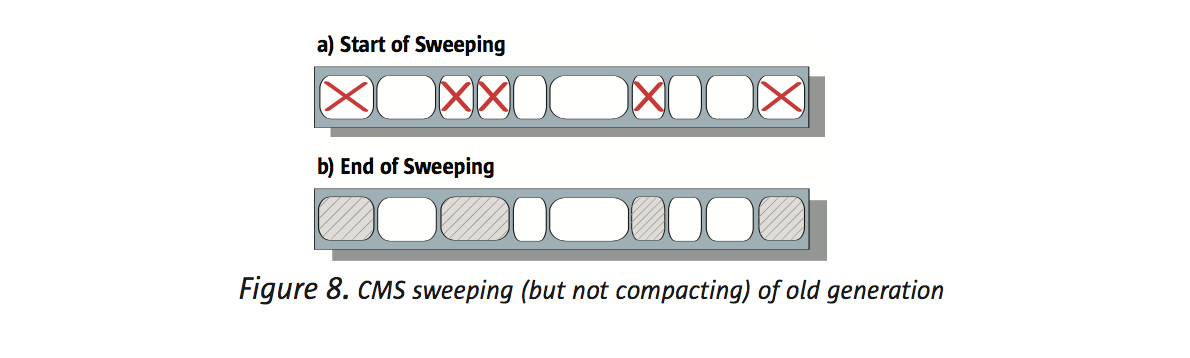 a) Start of Sweeping
b) End of Sweeping
Figure 8. CMS sweeping (but not compacting) of old generation